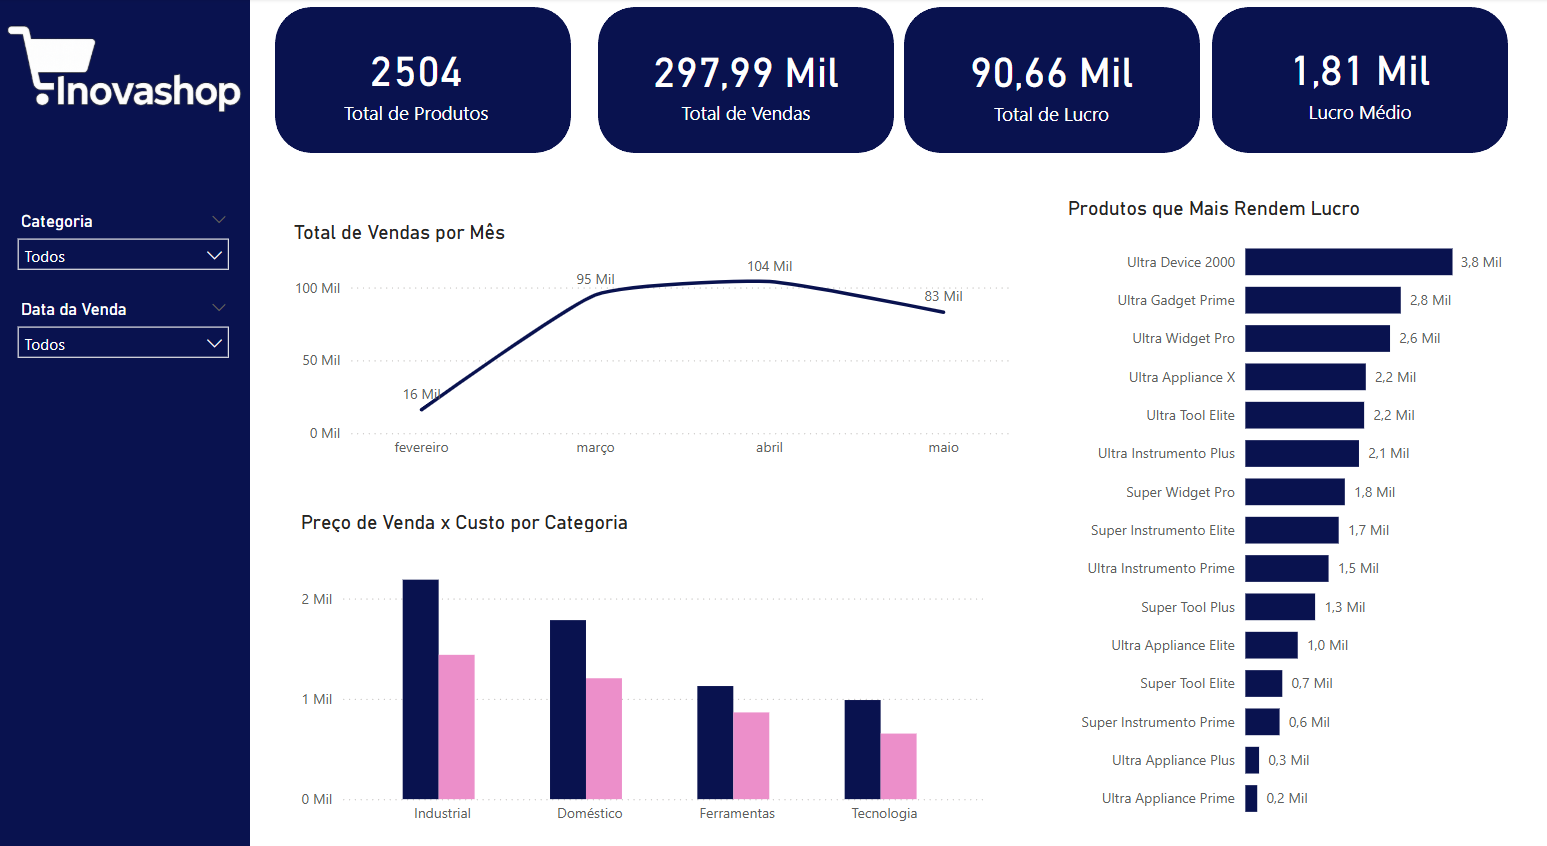 Inovashop
Categoria
Todos
Data da Venda
Todos
2504
Total de Produtos
297,99 Mil
Total de Vendas
90,66 Mil
Total de Lucro
1,81 Mil
Lucro Médio
Total de Vendas por Mês
100 Mil
50 Mil
0 Mil
16 Mil
95 Mil
104 Mil
83 Mil
fevereiro
março
abril
maio
Preço de Venda x Custo por Categoria
2 Mil
1 Mil
0 Mil
Industrial
Doméstico
Ferramentas
Tecnologia
Produtos que Mais Rendem Lucro
Ultra Device 2000 3,8 Mil
Ultra Gadget Prime 2,8 Mil
Ultra Widget Pro 2,6 Mil
Ultra Appliance X 2,2 Mil
Ultra Tool Elite 2,2 Mil
Ultra Instrumento Plus 2,1 Mil
Super Widget Pro 1,8 Mil
Super Instrumento Elite 1,7 Mil
Ultra Instrumento Prime 1,5 Mil
Super Tool Plus 1,3 Mil
Ultra Appliance Elite 1,0 Mil
Super Tool Elite 0,7 Mil
Super Instrumento Prime 0,6 Mil
Ultra Appliance Plus 0,3 Mil
Ultra Appliance Prime 0,2 Mil